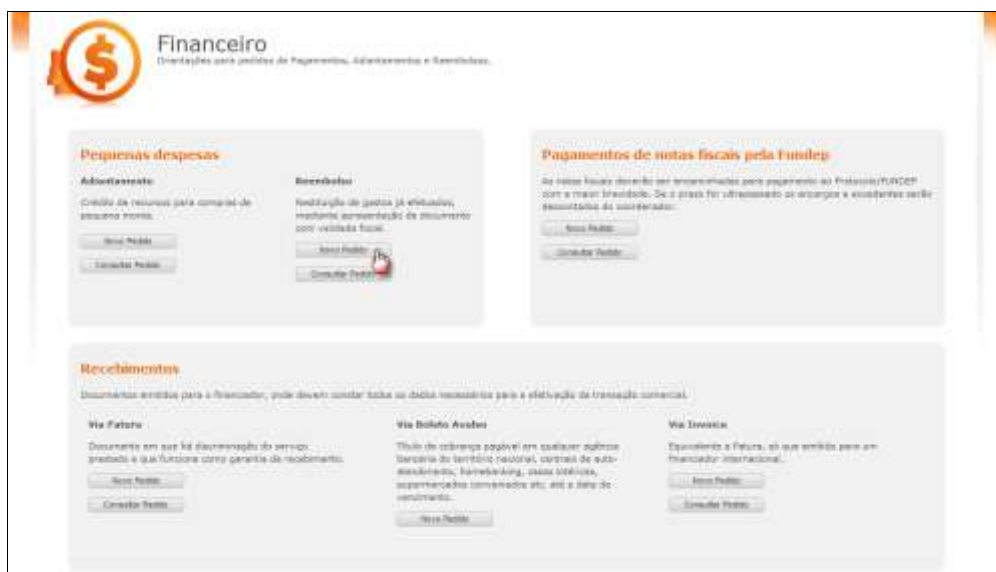 Financeiro
Orientações para pedidos de Pagamentos, Adiantamentos e Reembolsos.
Pequenas despesas
Adiantamento
Crédito de recursos para compras de
pequena monta.
Novo Pedido
Consultar Pedido
Reembolso
Restituição de gastos já efetuados,
mediante apresentação de documento
com validade fiscal.
Novo Pedido
Consultar Pedido
Pagamentos de notas fiscais pela Fundep
As notas fiscais deverão ser encaminhadas para pagamento ao Protocolo/FUNDEP
com a maior brevidade. Se o prazo for ultrapassado os encargos e excedentes serão
descontados do coordenador.
Novo Pedido
Consultar Pedido
Recebimentos
Documentos emitidos para o financiador, onde devem constar todos os dados necessários para a efetivação da transação comercial.
Via Fatura
Documento em que há discriminação do serviço
prestado e que funciona como garantia de recebimento.
Novo Pedido
Consultar Pedido
Via Boleto Avulso
Título de cobrança pagável em qualquer agência
bancária do território nacional, centrais de auto-
atendimento, homebanking, casas lotéricas,
supermercados conveniados etc. até a data do
vencimento.
Novo Pedido
Via Invoice
Equivalente a Fatura, só que emitido para um
financiador internacional.
Novo Pedido
Consultar Pedido